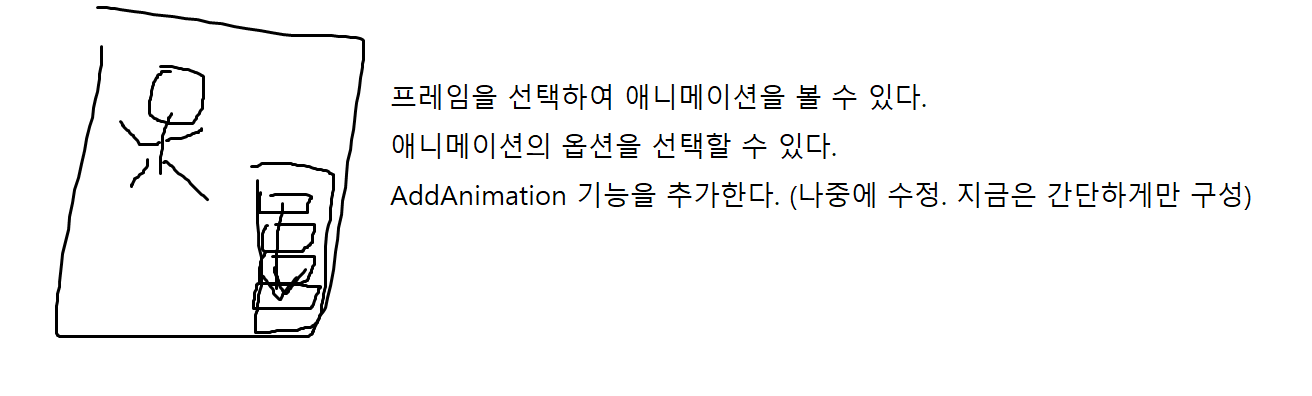 프레임을 선택하여 애니메이션을 볼 수 있다.
애니메이션의 옵션을 선택할 수 있다.
AddAnimation 기능을 추가한다. (나중에 수정. 지금은 간단하게만 구성)